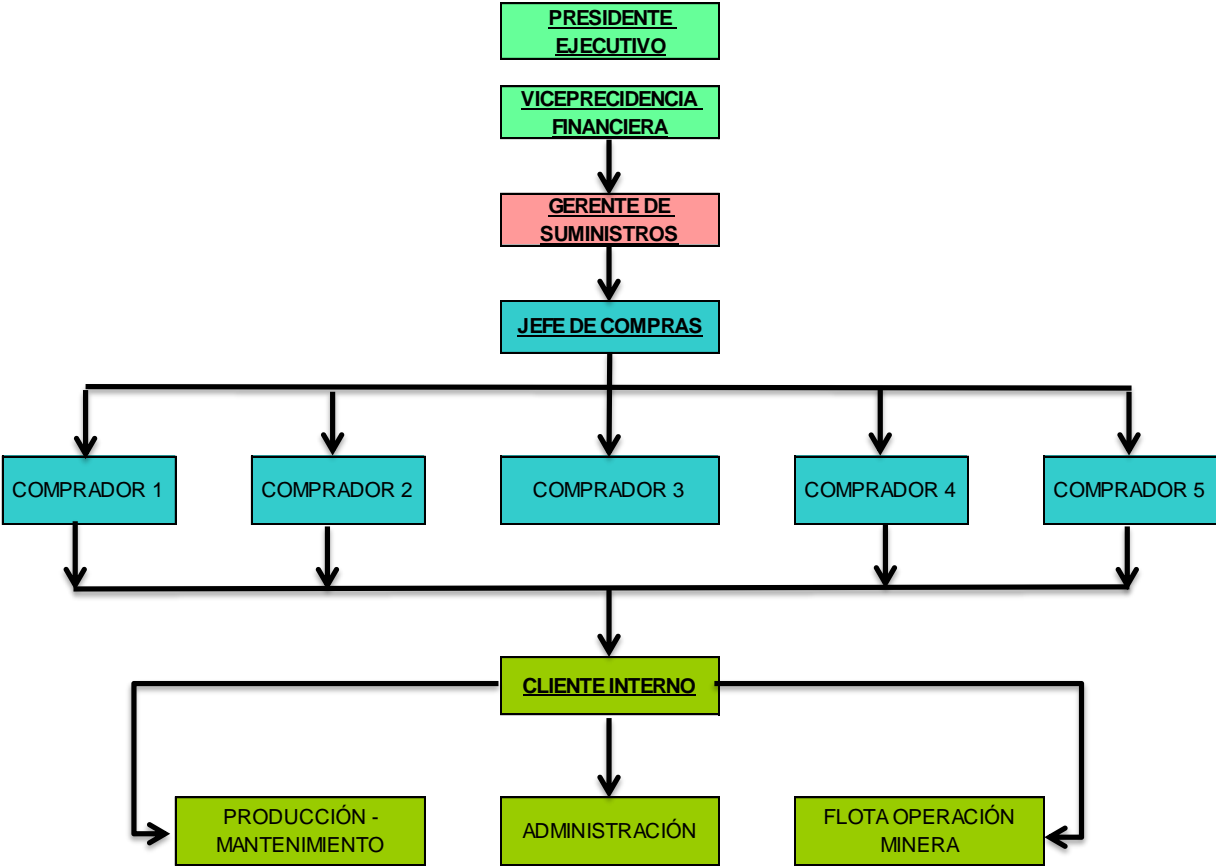 PRESIDENTE
EJECUTIVO
VICEPRECIDENCIA
FINANCIERA
GERENTE DE
SUMINISTROS
JEFE DE COMPRAS
COMPRADOR 1
COMPRADOR 2
COMPRADOR 3
COMPRADOR 4
COMPRADOR 5
CLIENTE INTERNO
PRODUCCIÓN -
MANTENIMIENTO
ADMINISTRACIÓN
FLOTA OPERACIÓN
MINERA